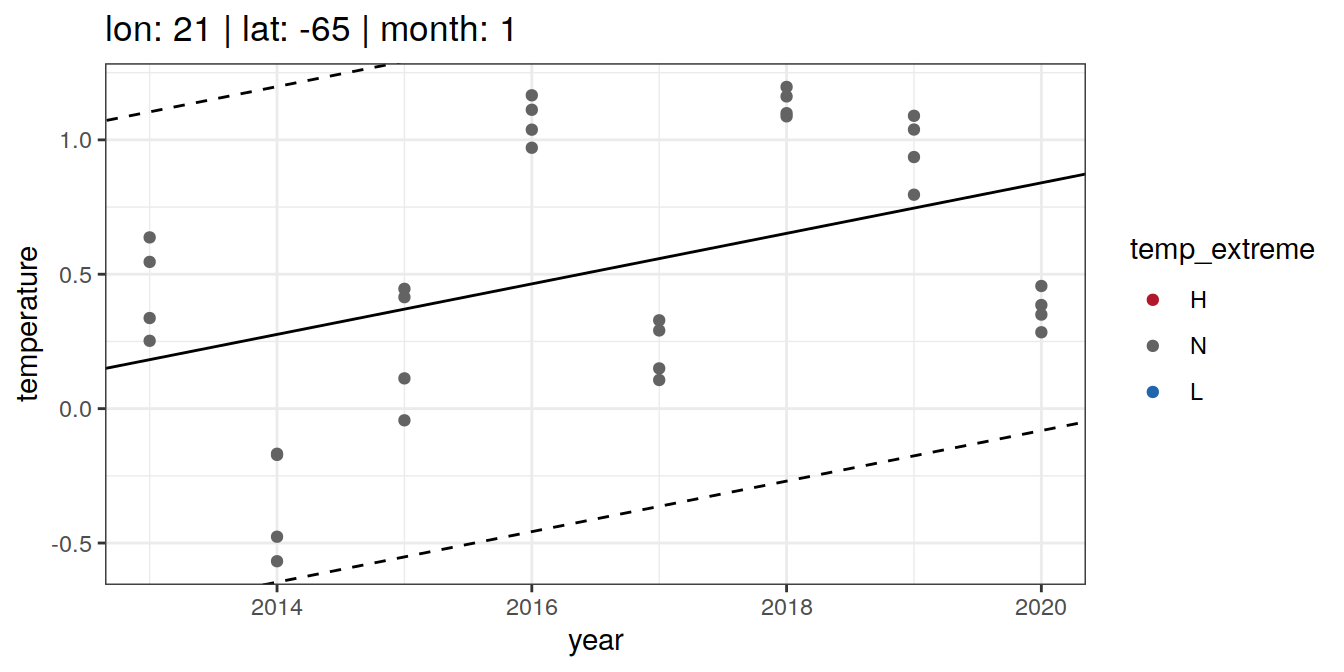 lon: 21 | lat: -65 | month: 1
temperature
1.0
0.5
0.0
-0.5
2014 2016 2018 2020
year
temp_extreme
H
N
L